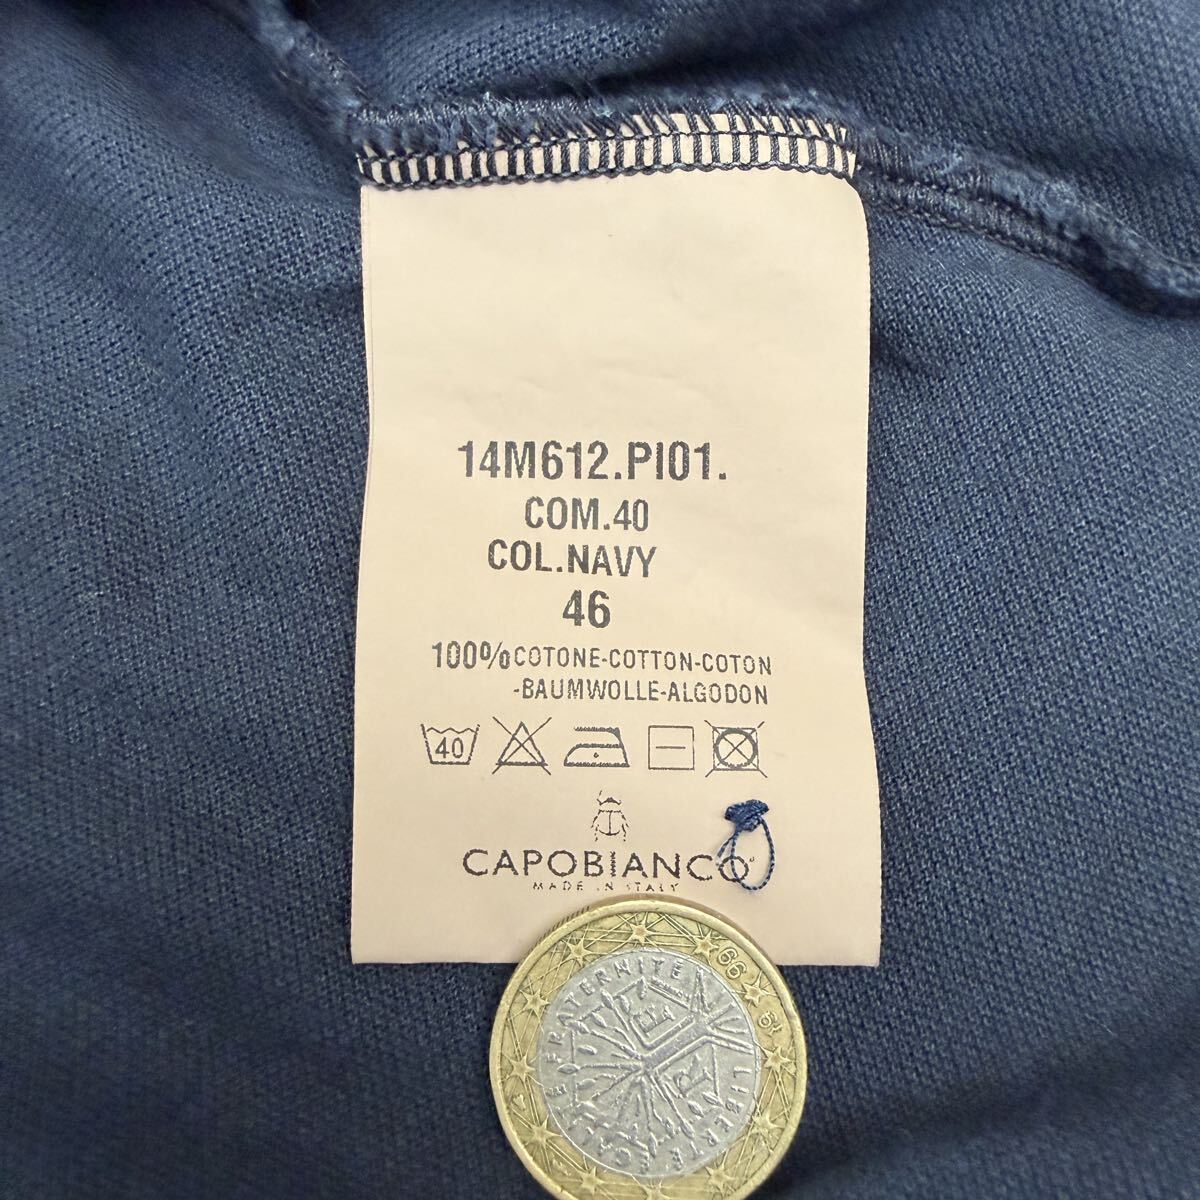 14M612.PI01.
COM.40
COL.NAVY
46
100%COTONE-COTTON-COTON
-BAUMWOLLE-ALGODON
40
CAPOBIANCO
MADE IN ITALY
LIBERTE EGALITE FRATERNITE
RF